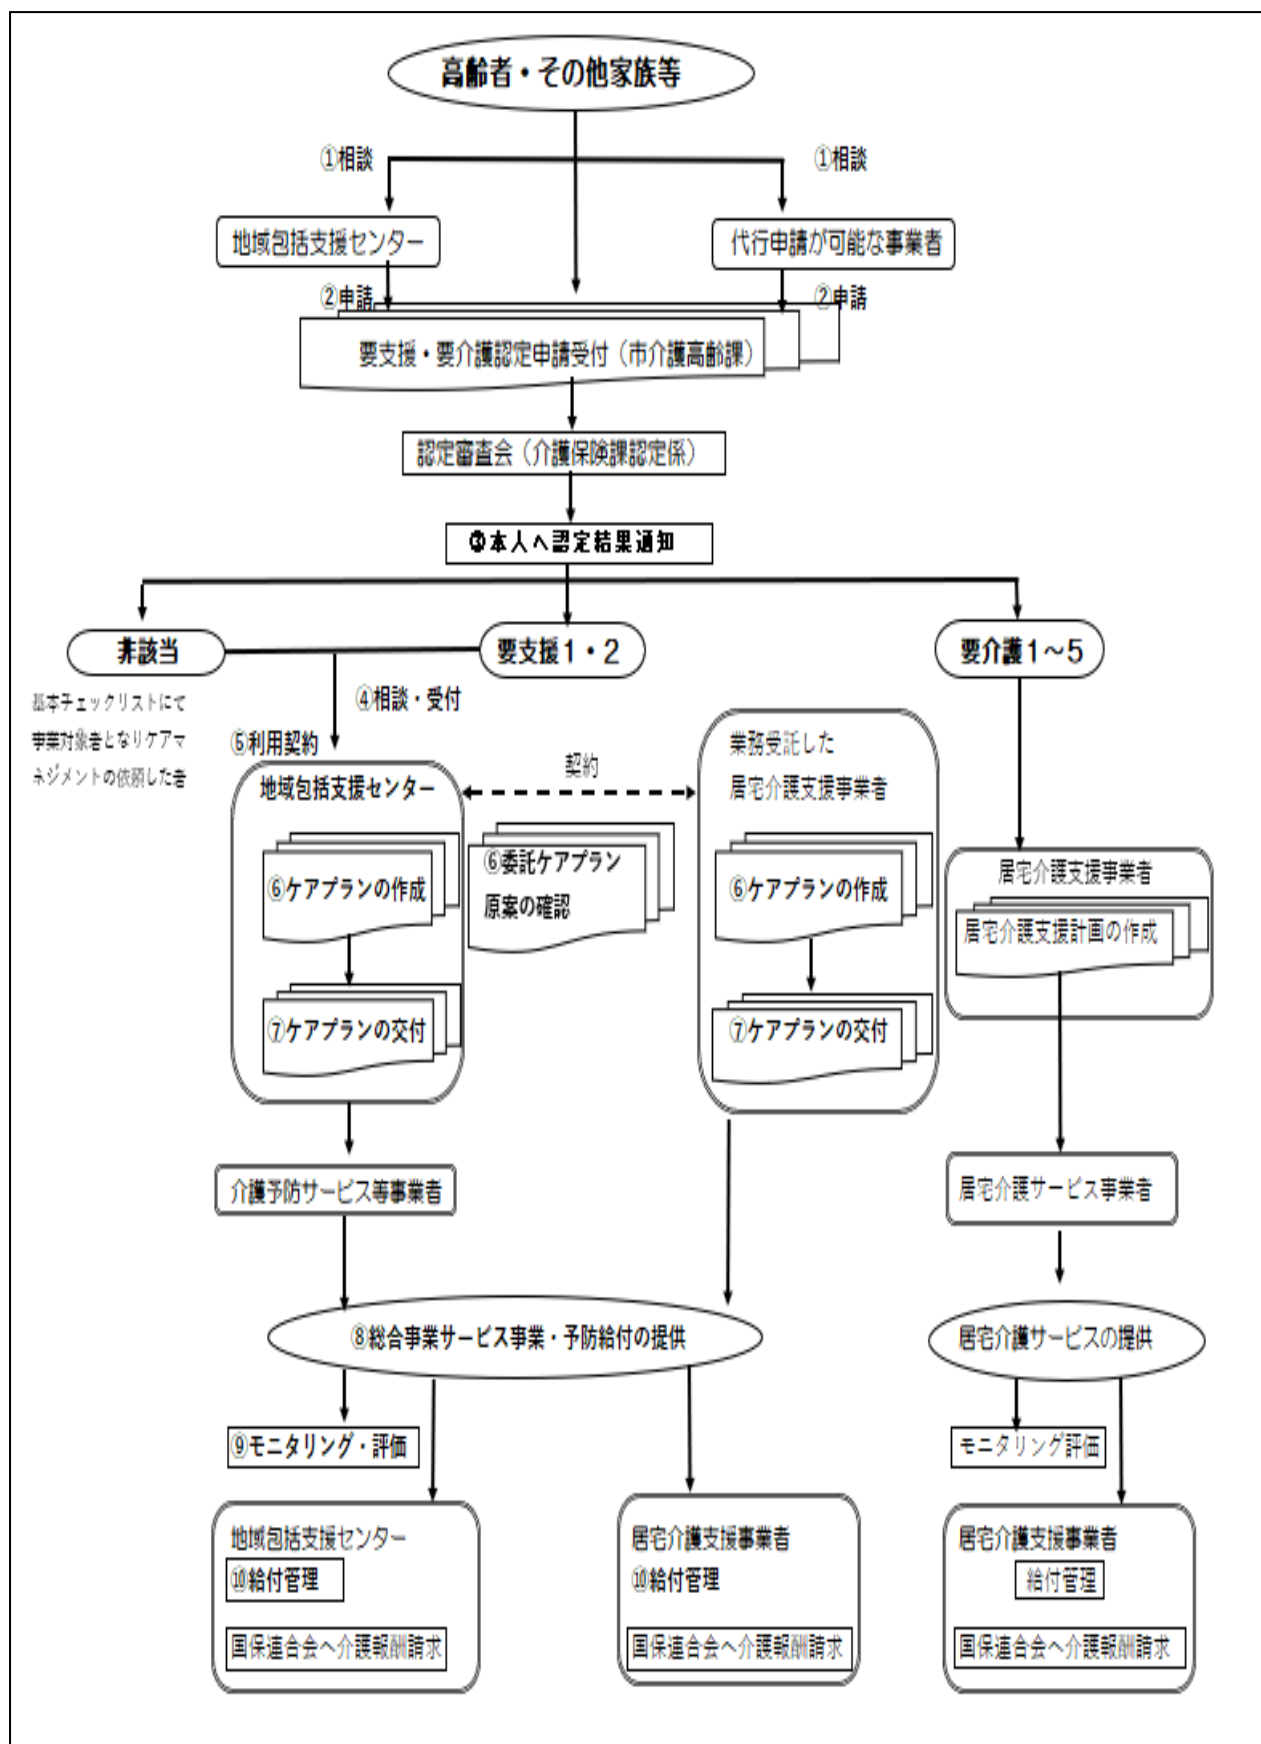 高齢者・その他家族等
①相談
①相談
地域包括支援センター
代行申請が可能な事業者
②申請
②申請
要支援・要介護認定申請受付（市介護高齢課）
認定審査会（介護保険課認定係）
③本人へ認定結果通知
非該当
要支援１・２
要介護１～５
基本チェックリストにて
事業対象者となりケアマ
ネジメントの依頼した者
④相談・受付
⑤利用契約
地域包括支援センター
契約
業務受託した
居宅介護支援事業者
⑥ケアプランの作成
⑥委託ケアプラン
原案の確認
⑥ケアプランの作成
居宅介護支援事業者
居宅介護支援計画の作成
⑦ケアプランの交付
⑦ケアプランの交付
介護予防サービス等事業者
居宅介護サービス事業者
⑧総合事業サービス事業・予防給付の提供
居宅介護サービスの提供
⑨モニタリング・評価
モニタリング評価
地域包括支援センター
⑩給付管理
国保連合会へ介護報酬請求
居宅介護支援事業者
⑩給付管理
国保連合会へ介護報酬請求
居宅介護支援事業者
給付管理
国保連合会へ介護報酬請求